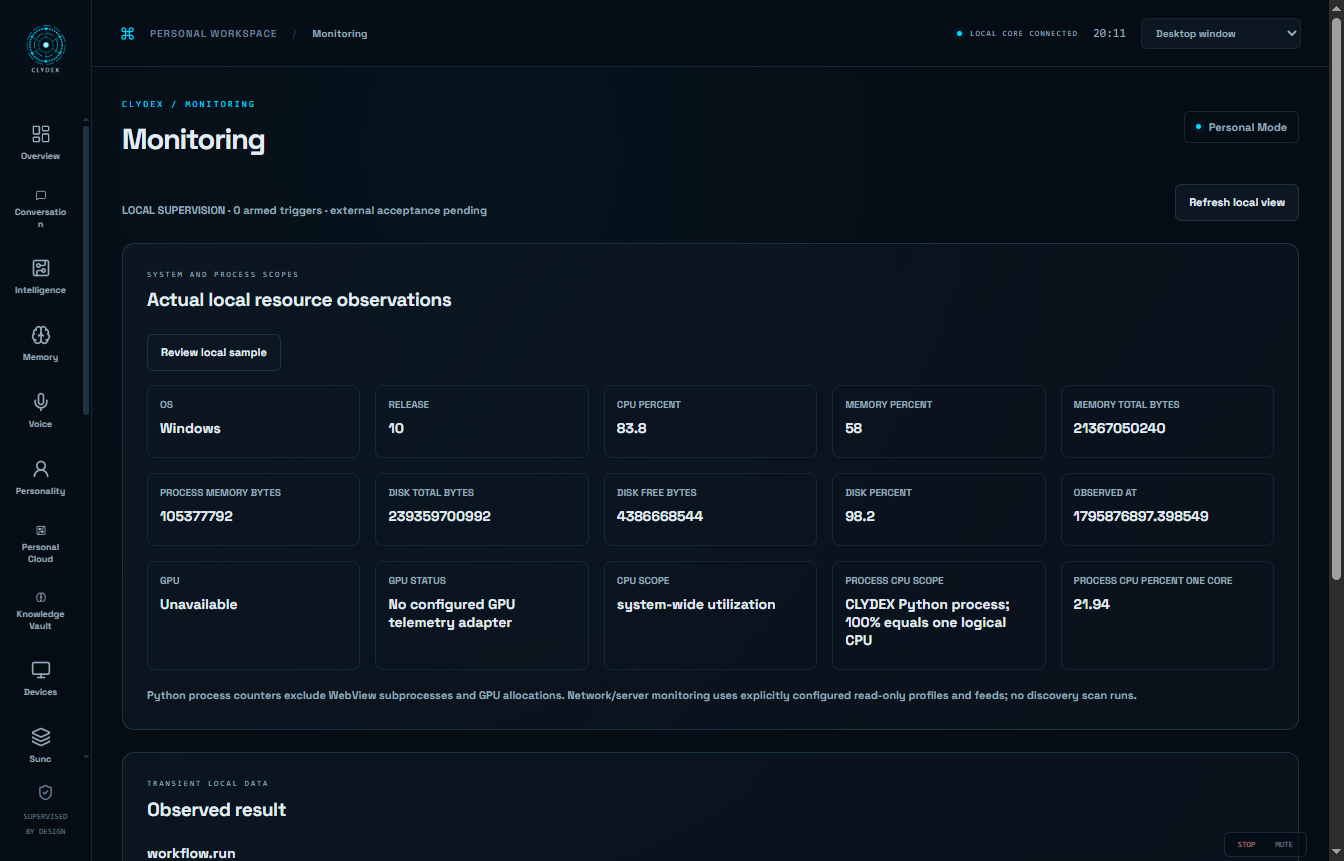 CLYDEX
⌘ PERSONAL WORKSPACE / Monitoring
LOCAL CORE CONNECTED 20:11 Desktop window
CLYDEX / MONITORING
Monitoring
Personal Mode
LOCAL SUPERVISION · 0 armed triggers · external acceptance pending
Refresh local view
Overview
Conversatio
n
Intelligence
Memory
Voice
Personality
Personal
Cloud
Knowledge
Vault
Devices
Sync
SUPERVISED
BY DESIGN
SYSTEM AND PROCESS SCOPES
Actual local resource observations
Review local sample
OS
Windows
RELEASE
10
CPU PERCENT
83.8
MEMORY PERCENT
58
MEMORY TOTAL BYTES
21367050240
PROCESS MEMORY BYTES
105377792
DISK TOTAL BYTES
239359700992
DISK FREE BYTES
4386668544
DISK PERCENT
98.2
OBSERVED AT
1795876897.398549
GPU
Unavailable
GPU STATUS
No configured GPU
telemetry adapter
CPU SCOPE
system-wide utilization
PROCESS CPU SCOPE
CLYDEX Python process;
100% equals one logical
CPU
PROCESS CPU PERCENT ONE CORE
21.94
Python process counters exclude WebView subprocesses and GPU allocations. Network/server monitoring uses explicitly configured read-only profiles and feeds; no discovery scan runs.
TRANSIENT LOCAL DATA
Observed result
workflow.run
STOP MUTE